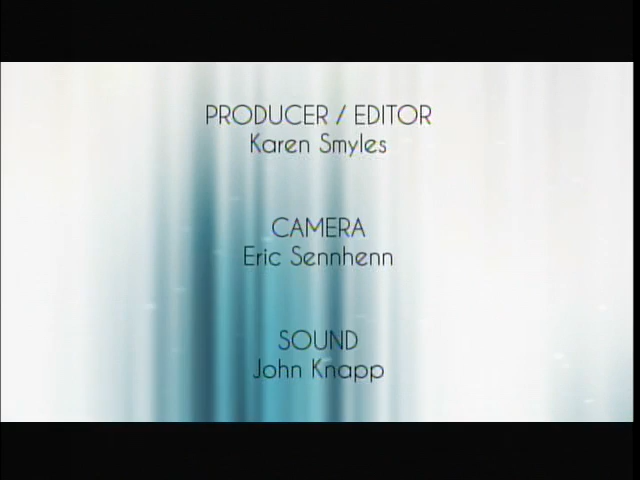 PRODUCER / EDITOR
Karen Smyles
CAMERA
Eric Sennhenn
SOUND
John Knapp